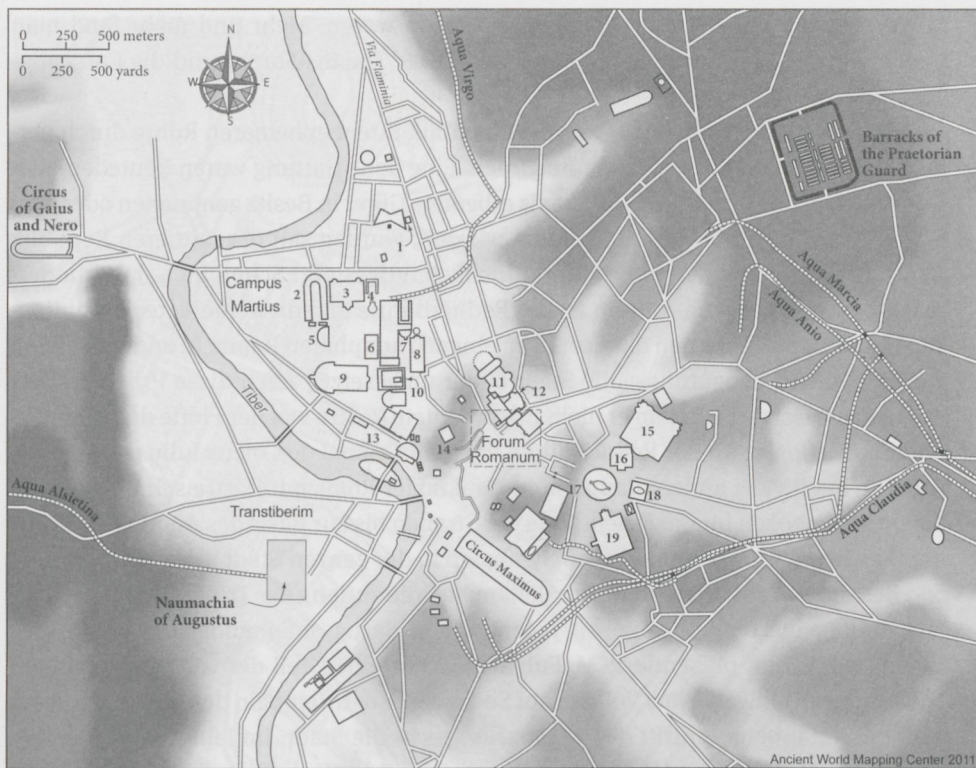 0 250 500 meters
0 250 500 yards
N
W
E
S
Via Flaminia
Aqua Virgo
Barracks of
the Praetorian
Guard
Circus
of Gaius
and Nero
1
Campus
Martius
2
3
4
5
6
7
8
9
10
11
12
13
14
15
16
17
18
19
Aqua Marcia
Aqua Anio
Tiber
Forum
Romanum
Aqua Alsietina
Transtiberim
Aqua Claudia
Circus Maximus
Naumachia
of Augustus
Ancient World Mapping Center 2011